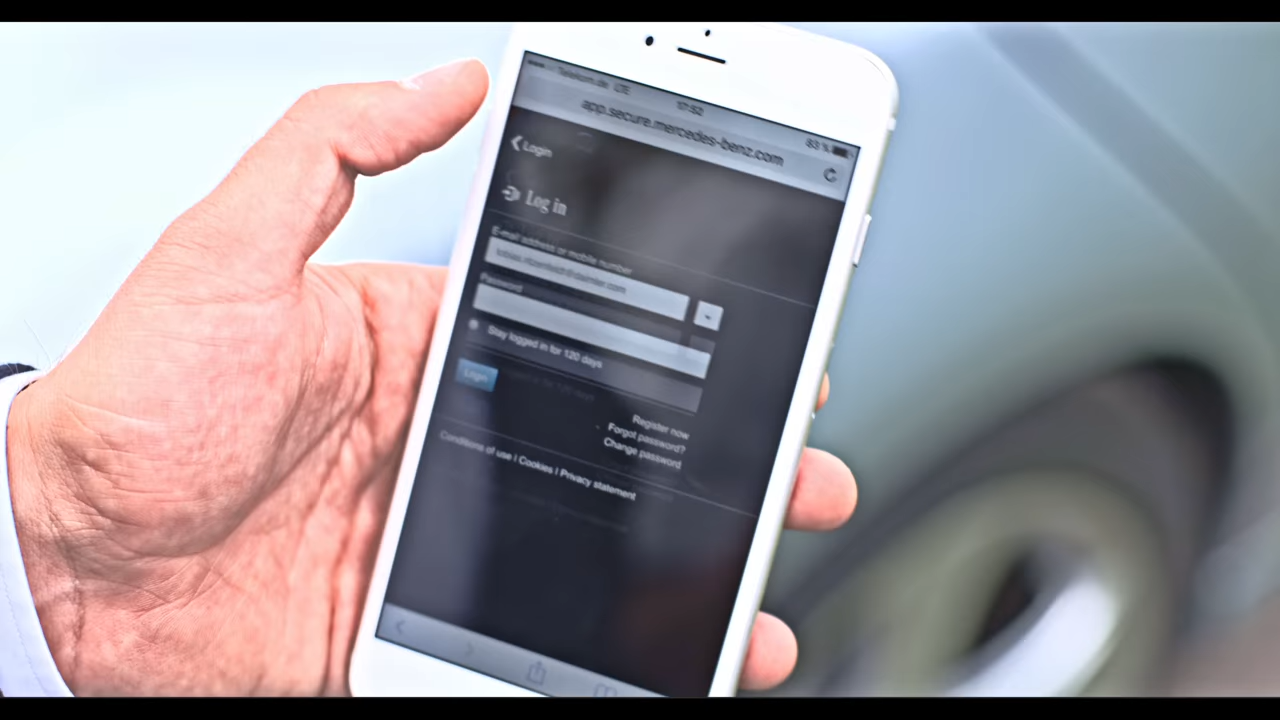 Telekom.de LTE 17:52 83 %
app.secure.mercedes-benz.com
Login
Log in
E-mail address or mobile number
Password
Stay logged in for 120 days
Login
Register now
Forgot password?
Change password
Conditions of use | Cookies | Privacy statement